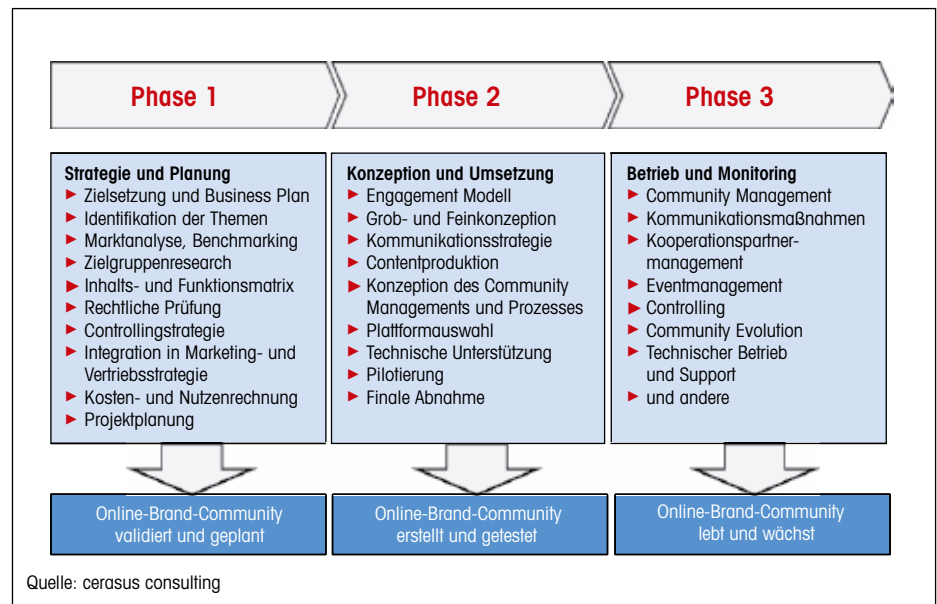 Phase 1
Phase 2
Phase 3
Strategie und Planung
► Zielsetzung und Business Plan
► Identifikation der Themen
► Marktanalyse, Benchmarking
► Zielgruppenresearch
► Inhalts- und Funktionsmatrix
► Rechtliche Prüfung
► Controllingstrategie
► Integration in Marketing- und
Vertriebsstrategie
► Kosten- und Nutzenrechnung
► Projektplanung
Konzeption und Umsetzung
► Engagement Modell
► Grob- und Feinkonzeption
► Kommunikationsstrategie
► Contentproduktion
► Konzeption des Community
Managements und Prozesses
► Plattformauswahl
► Technische Unterstützung
► Pilotierung
► Finale Abnahme
Betrieb und Monitoring
► Community Management
► Kommunikationsmaßnahmen
► Kooperationspartner-
management
► Eventmanagement
► Controlling
► Community Evolution
► Technischer Betrieb
und Support
► und andere
Online-Brand-Community
validiert und geplant
Online-Brand-Community
erstellt und getestet
Online-Brand-Community
lebt und wächst
Quelle: cerasus consulting